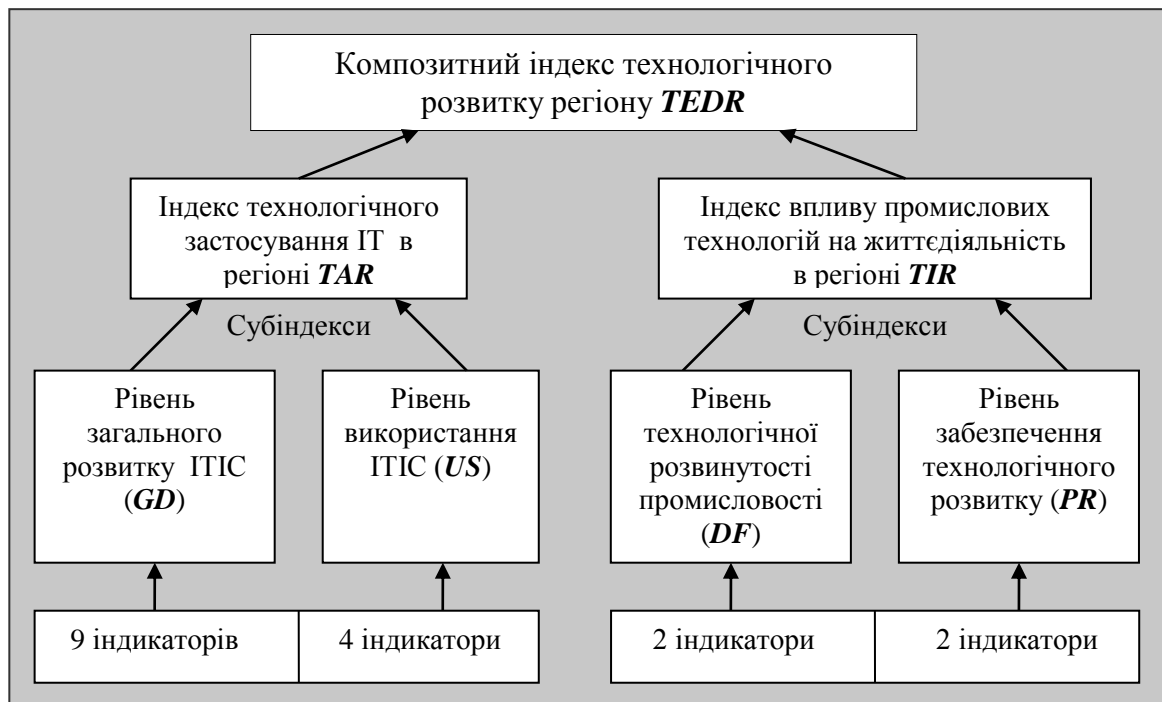 Композитний індекс технологічного
розвитку регіону TEDR
Індекс технологічного
застосування ІТ в
регіоні TAR
Індекс впливу промислових
технологій на життєдіяльність
в регіоні TIR
Субіндекси
Субіндекси
Рівень
загального
розвитку ІТІС
(GD)
Рівень
використання
ІТІС (US)
Рівень
технологічної
розвинутості
промисловості
(DF)
Рівень
забезпечення
технологічного
розвитку (PR)
9 індикаторів
4 індикатори
2 індикатори
2 індикатори